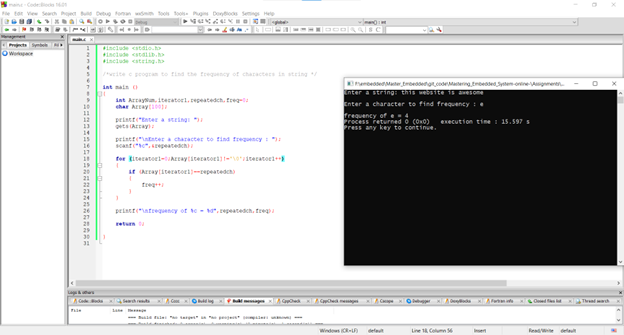 main.c - Code::Blocks 16.01
File Edit View Search Project Build Debug Fortran wxSmith Tools Tools+ Plugins DoxyBlocks Settings Help
Debug
<global>
main() : int
Management
main.c
Projects Symbols
Workspace
1 #include <stdio.h>
2 #include <stdlib.h>
3 #include <string.h>
4
5 /*write c program to find the frequency of characters in string */
6
7 int main ()
8 {
9 int ArrayNum,iterator1,repeatedch,freq=0;
10 char Array[100];
11
12 printf("Enter a string: ");
13 gets(Array);
14
15 printf("\nEnter a character to find frequency : ");
16 scanf("%c",&repeatedch);
17
18 for (iterator1=0;Array[iterator1]!='\0';iterator1++)
19 {
20 if (Array[iterator1]==repeatedch)
21 {
22 freq++;
23 }
24 }
25
26 printf("\nfrequency of %c = %d",repeatedch,freq);
27
28 return 0;
29
30 }
31
F:\embedded\Master_Embedded\git_code\Mastering_Embedded_System-online-\Assignment\...
Enter a string: this website is awesome
Enter a character to find frequency : e
frequency of e = 4
Process returned 0 (0x0) execution time : 15.597 s
Press any key to continue.
Logs & others
Code::Blocks Search results Cccc Build log Build messages CppCheck CppCheck messages Cscope Debugger DoxyBlocks Fortran info Closed files list Thread search
File Line Message
=== Build file: "no target" in "no project" (compiler: unknown) ===
Windows (CR+LF) default Line 18, Column 56 Insert Read/Write default